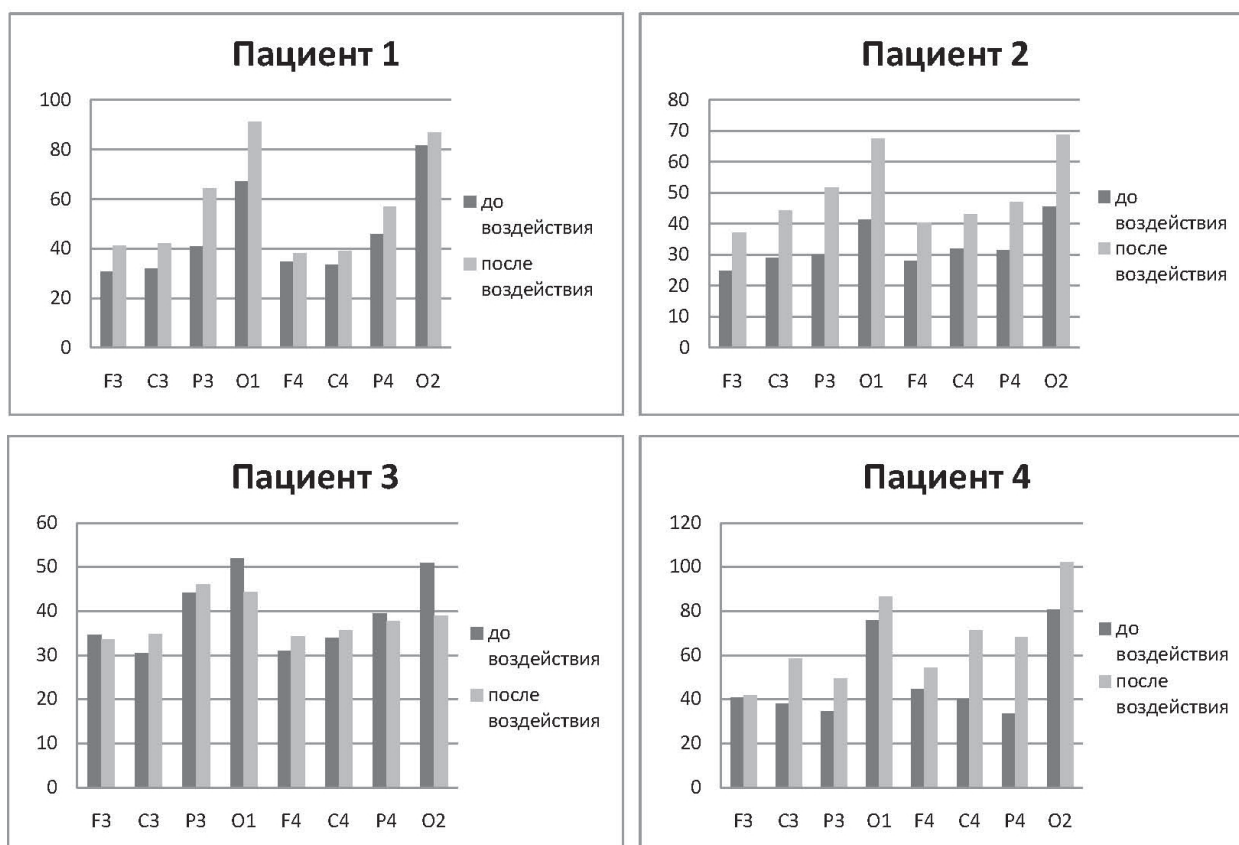 Пациент 1
100
80
60
40
20
0
F3 C3 P3 O1 F4 C4 P4 O2
до
воздействия
после
воздействия
Пациент 2
80
70
60
50
40
30
20
10
0
F3 C3 P3 O1 F4 C4 P4 O2
до
воздействия
после
воздействия
Пациент 3
60
50
40
30
20
10
0
F3 C3 P3 O1 F4 C4 P4 O2
до
воздействия
после
воздействия
Пациент 4
120
100
80
60
40
20
0
F3 C3 P3 O1 F4 C4 P4 O2
до
воздействия
после
воздействия